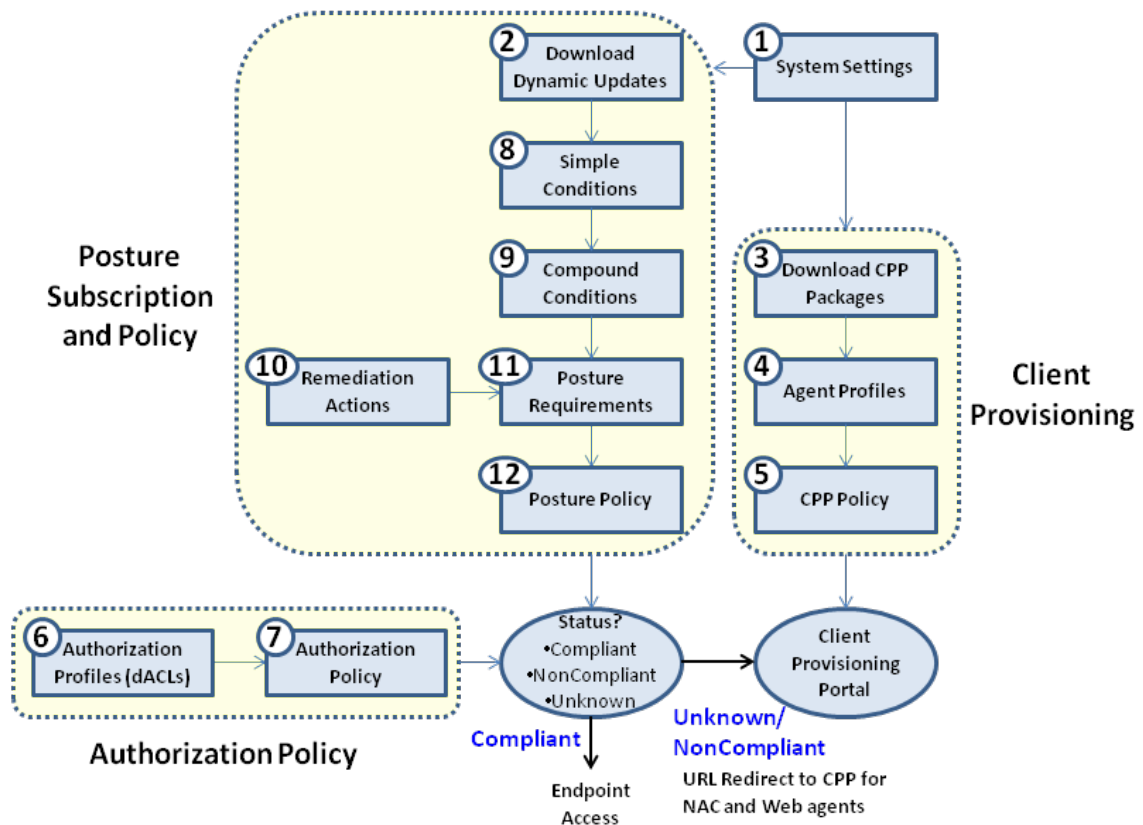 2
Download
Dynamic Updates
1
System Settings
8
Simple
Conditions
9
Compound
Conditions
3
Download CPP
Packages
Posture
Subscription
and Policy
10
Remediation
Actions
11
Posture
Requirements
4
Agent Profiles
Client
Provisioning
12
Posture Policy
5
CPP Policy
6
Authorization
Profiles (dACLs)
7
Authorization
Policy
Status?
•Compliant
•NonCompliant
•Unknown
Client
Provisioning
Portal
Authorization Policy
Compliant
Unknown/
NonCompliant
Endpoint
Access
URL Redirect to CPP for
NAC and Web agents